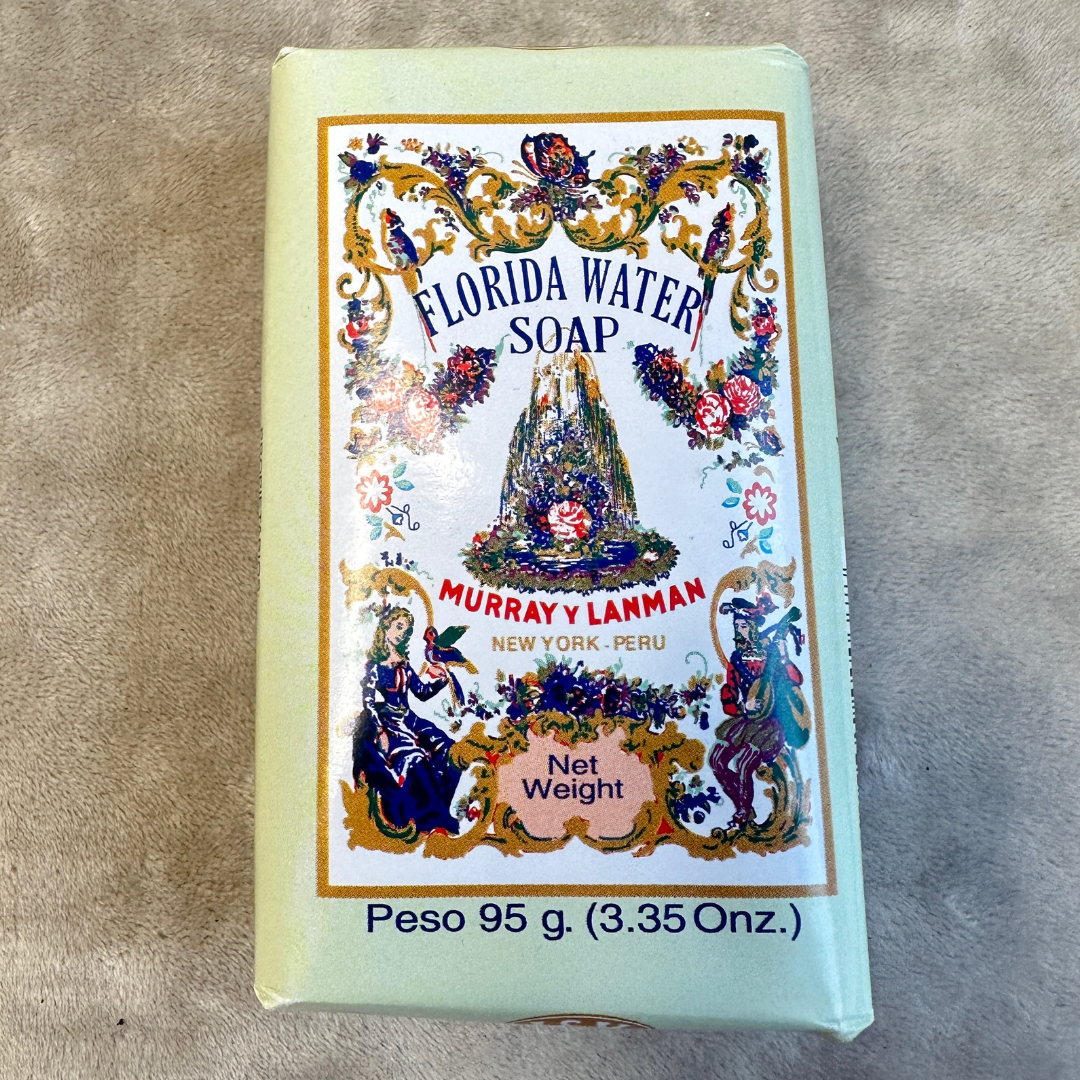 FLORIDA WATER
SOAP
MURRAY Y LANMAN
NEW YORK - PERU
Net
Weight
Peso 95 g. (3.35 Onz.)